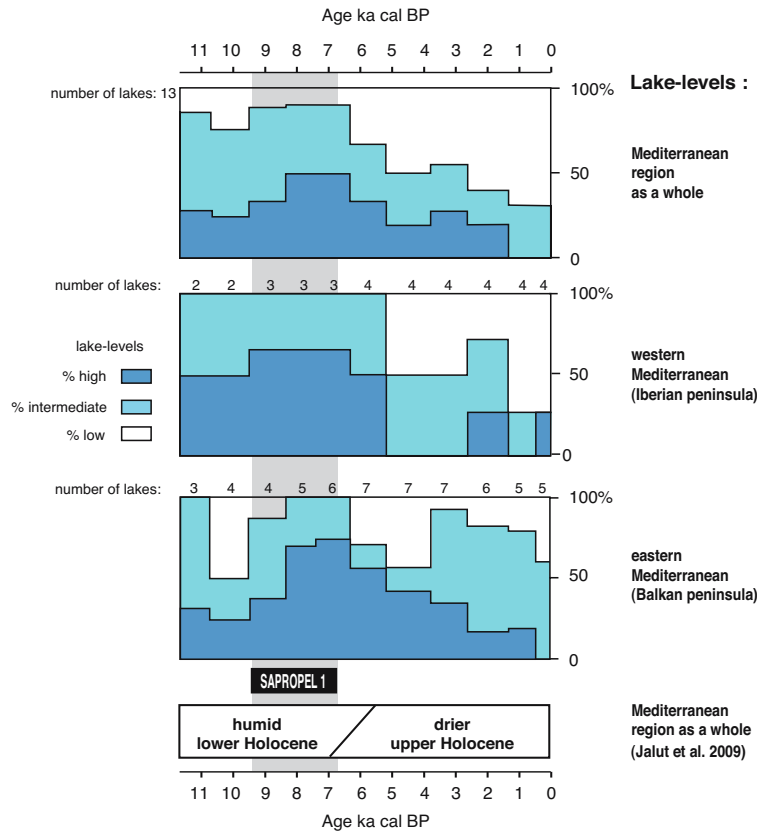 Age ka cal BP
11 10 9 8 7 6 5 4 3 2 1 0
Lake-levels :
number of lakes: 13
100%
50
0
Mediterranean
region
as a whole
number of lakes: 2 2 3 3 3 4 4 4 4 4 4
100%
50
0
lake-levels
% high
% intermediate
% low
western
Mediterranean
(Iberian peninsula)
number of lakes: 3 4 4 5 6 7 7 7 6 5 5
100%
50
0
eastern
Mediterranean
(Balkan peninsula)
SAPROPEL 1
humid
lower Holocene
drier
upper Holocene
Mediterranean
region as a whole
(Jalut et al. 2009)
11 10 9 8 7 6 5 4 3 2 1 0
Age ka cal BP